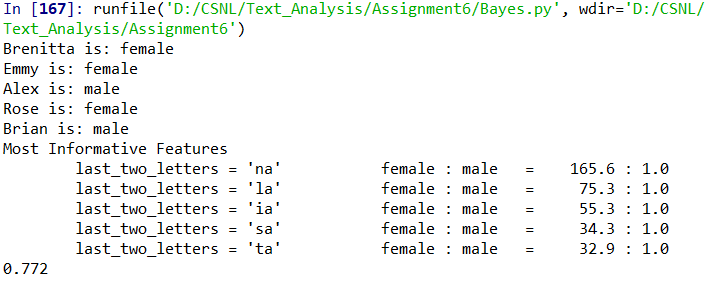 In [167]: runfile('D:/CSNL/Text_Analysis/Assignment6/Bayes.py', wdir='D:/CSNL/
Text_Analysis/Assignment6')
Brenitta is: female
Emmy is: female
Alex is: male
Rose is: female
Brian is: male
Most Informative Features
last_two_letters = 'na' female : male = 165.6 : 1.0
last_two_letters = 'la' female : male = 75.3 : 1.0
last_two_letters = 'ia' female : male = 55.3 : 1.0
last_two_letters = 'sa' female : male = 34.3 : 1.0
last_two_letters = 'ta' female : male = 32.9 : 1.0
0.772